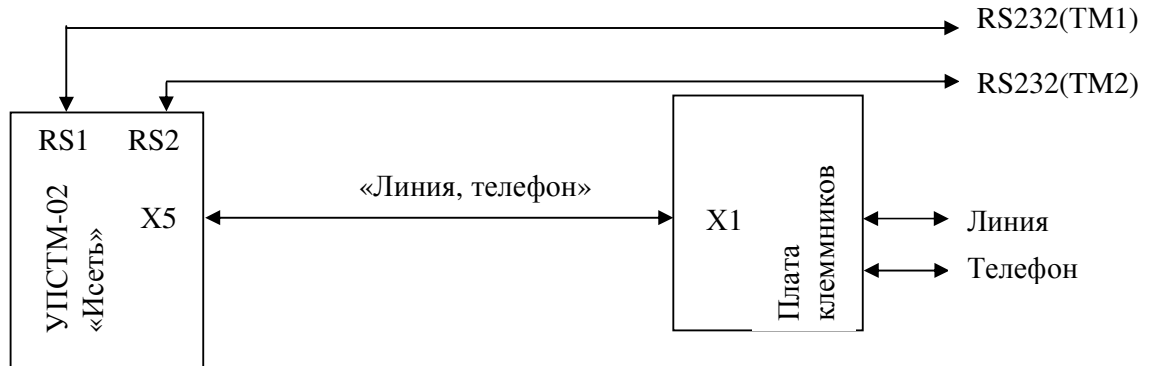 RS232(TM1)
RS232(TM2)
RS1 RS2
«Линия, телефон»
X5
X1
Линия
Телефон
УПСТМ-02
«Исеть»
Плата
клеммников